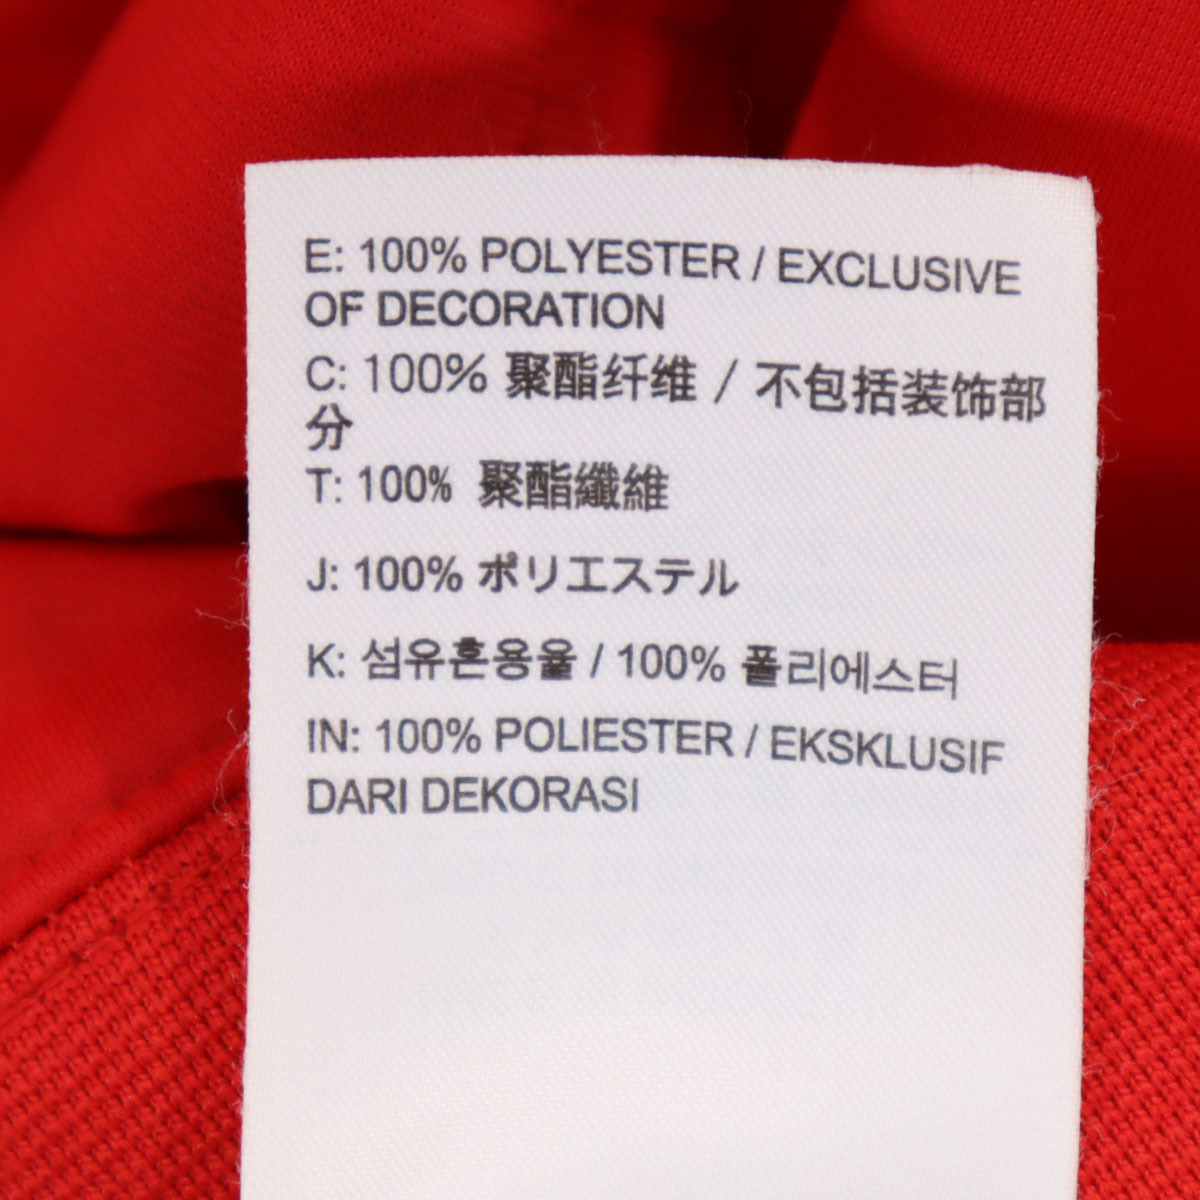 E: 100% POLYESTER / EXCLUSIVE
OF DECORATION
C: 100% 聚酯纤维 / 不包括装饰部
分
T: 100% 聚酯纖維
J: 100% ポリエステル
K: 섬유혼용율 / 100% 폴리에스터
IN: 100% POLIESTER / EKSKLUSIF
DARI DEKORASI